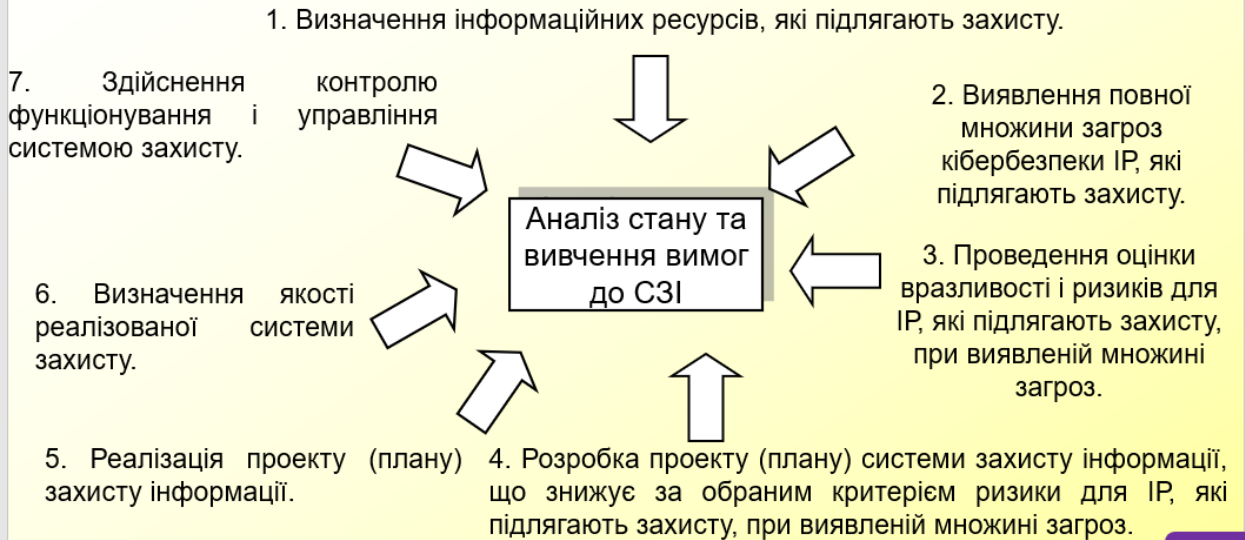 1. Визначення інформаційних ресурсів, які підлягають захисту.
2. Виявлення повної
множини загроз
кібербезпеки ІР, які
підлягають захисту.
3. Проведення оцінки
вразливості і ризиків для
ІР, які підлягають захисту,
при виявленій множині
загроз.
4. Розробка проекту (плану) системи захисту інформації,
що знижує за обраним критерієм ризики для ІР, які
підлягають захисту, при виявленій множині загроз.
5. Реалізація проекту (плану)
захисту інформації.
6. Визначення якості
реалізованої системи
захисту.
7. Здійснення контролю
функціонування і управління
системою захисту.
Аналіз стану та
вивчення вимог
до СЗІ